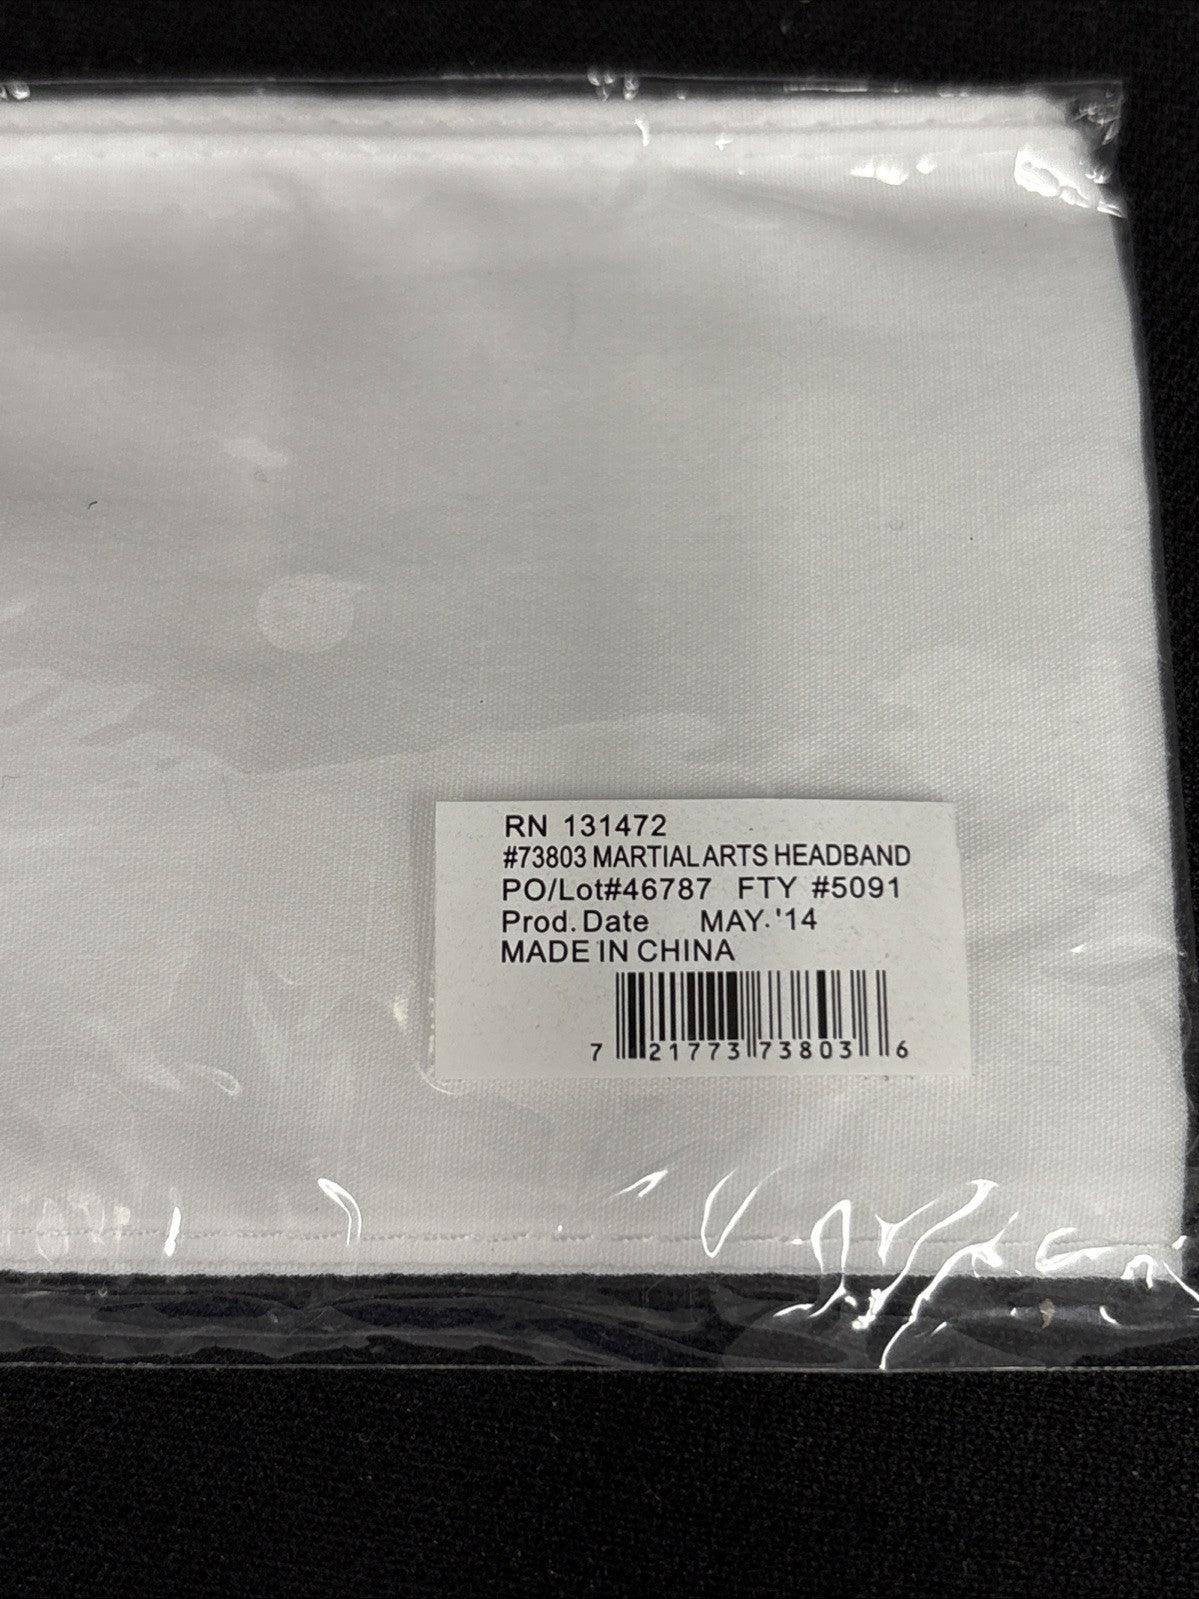 RN 131472
#73803 MARTIAL ARTS HEADBAND
PO/Lot#46787 FTY #5091
Prod. Date MAY. '14
MADE IN CHINA
7 21773 73803 6